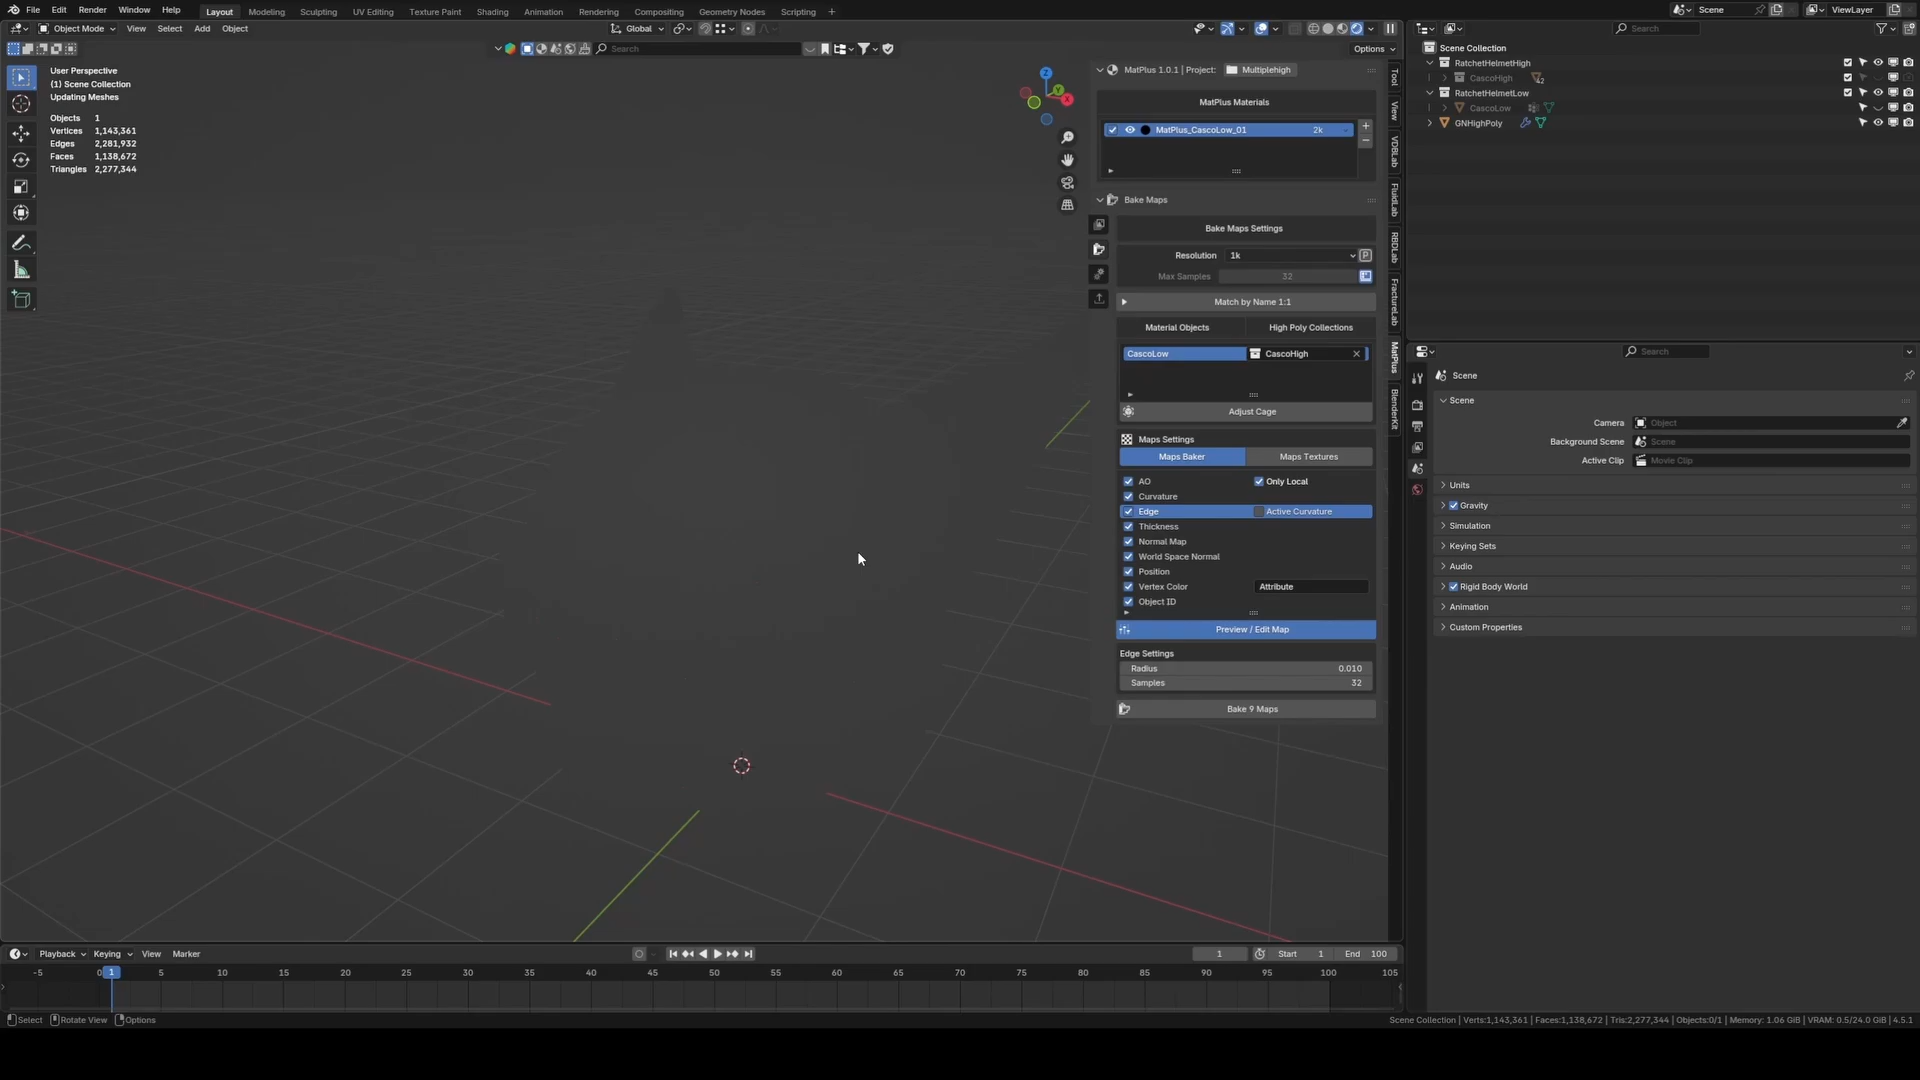 File Edit Render Window Help Layout Modeling Sculpting UV Editing Texture Paint Shading Animation Rendering Compositing Geometry Nodes Scripting + Scene ViewLayer
Object Mode View Select Add Object Global Search
Search Options
User Perspective
(1) Scene Collection
Updating Meshes
Objects 1
Vertices 1,143,361
Edges 2,281,932
Faces 1,138,672
Triangles 2,277,344
Z
Y
X
MatPlus 1.0.1 | Project: Multiplehigh
MatPlus Materials
MatPlus_CascoLow_01 2k
Bake Maps
Bake Maps Settings
Resolution 1k P
Max Samples 32
Match by Name 1:1
Material Objects High Poly Collections
CascoLow CascoHigh
Adjust Cage
Maps Settings
Maps Baker Maps Textures
AO Only Local
Curvature
Edge Active Curvature
Thickness
Normal Map
World Space Normal
Position
Vertex Color Attribute
Object ID
Preview / Edit Map
Edge Settings
Radius 0.010
Samples 32
Bake 9 Maps
Tool
View
VDBLab
FluidLab
RBDLab
FractureLab
MatPlus
BlenderKit
Scene Collection
RatchetHelmetHigh
CascoHigh 42
RatchetHelmetLow
CascoLow
GNHighPoly
Search
Scene
Scene
Camera Object
Background Scene Scene
Active Clip Movie Clip
Units
Gravity
Simulation
Keying Sets
Audio
Rigid Body World
Animation
Custom Properties
Playback Keying View Marker 1 Start 1 End 100
-5 0 1 5 10 15 20 25 30 35 40 45 50 55 60 65 70 75 80 85 90 95 100 105
Select Rotate View Options Scene Collection | Verts:1,143,361 | Faces:1,138,672 | Tris:2,277,344 | Objects:0/1 | Memory: 1.06 GiB | VRAM: 0.5/24.0 GiB | 4.5.1